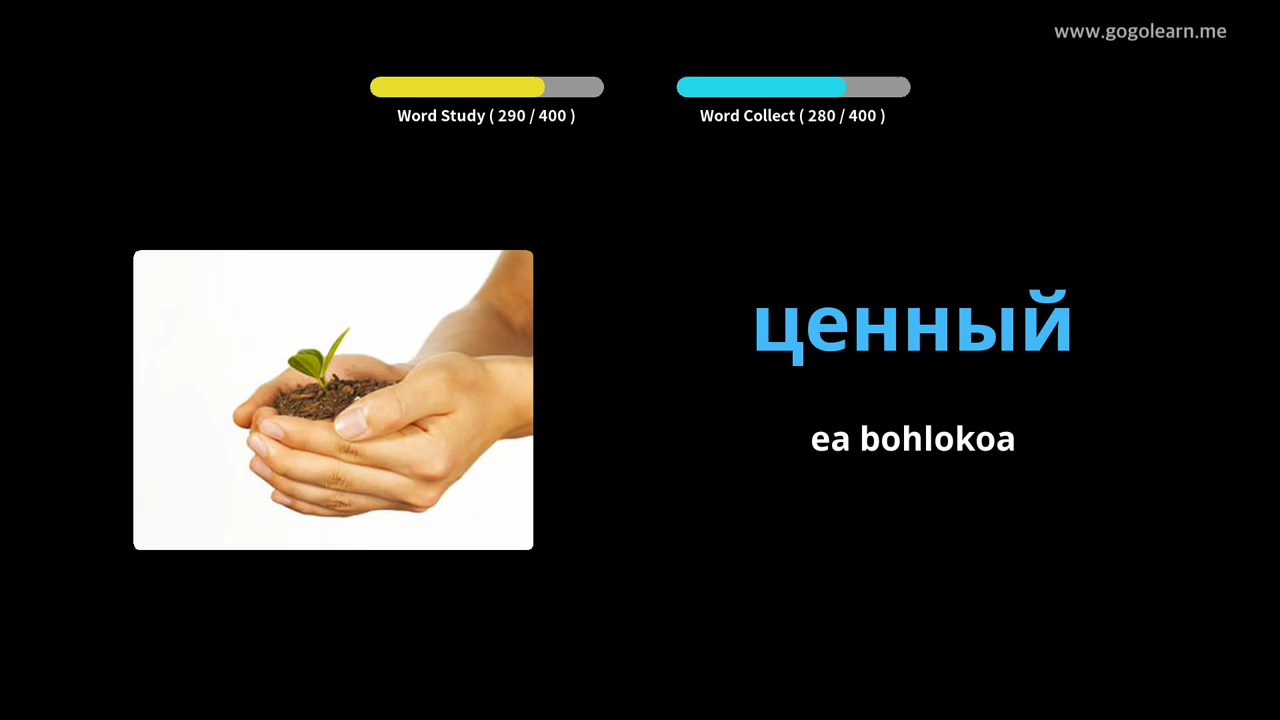 www.gogolearn.me
Word Study ( 290 / 400 )
Word Collect ( 280 / 400 )
ценный
ea bohlokoa